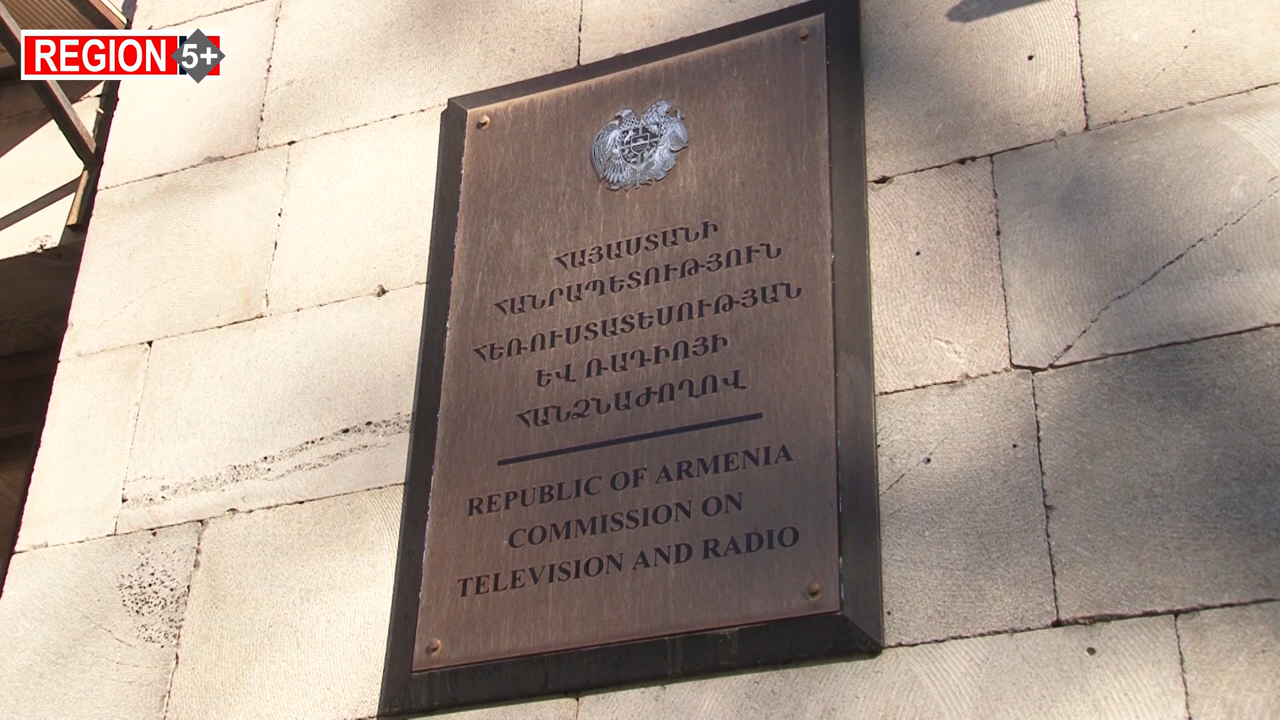 REGION 5+
ՀԱՅԱՍՏԱՆԻ
ՀԱՆՐԱՊԵՏՈՒԹՅՈՒՆ
ՀԵՌՈՒՍՏԱՏԵՍՈՒԹՅԱՆ
ԵՎ ՌԱԴԻՈՅԻ
ՀԱՆՁՆԱԺՈՂՈՎ
REPUBLIC OF ARMENIA
COMMISSION ON
TELEVISION AND RADIO